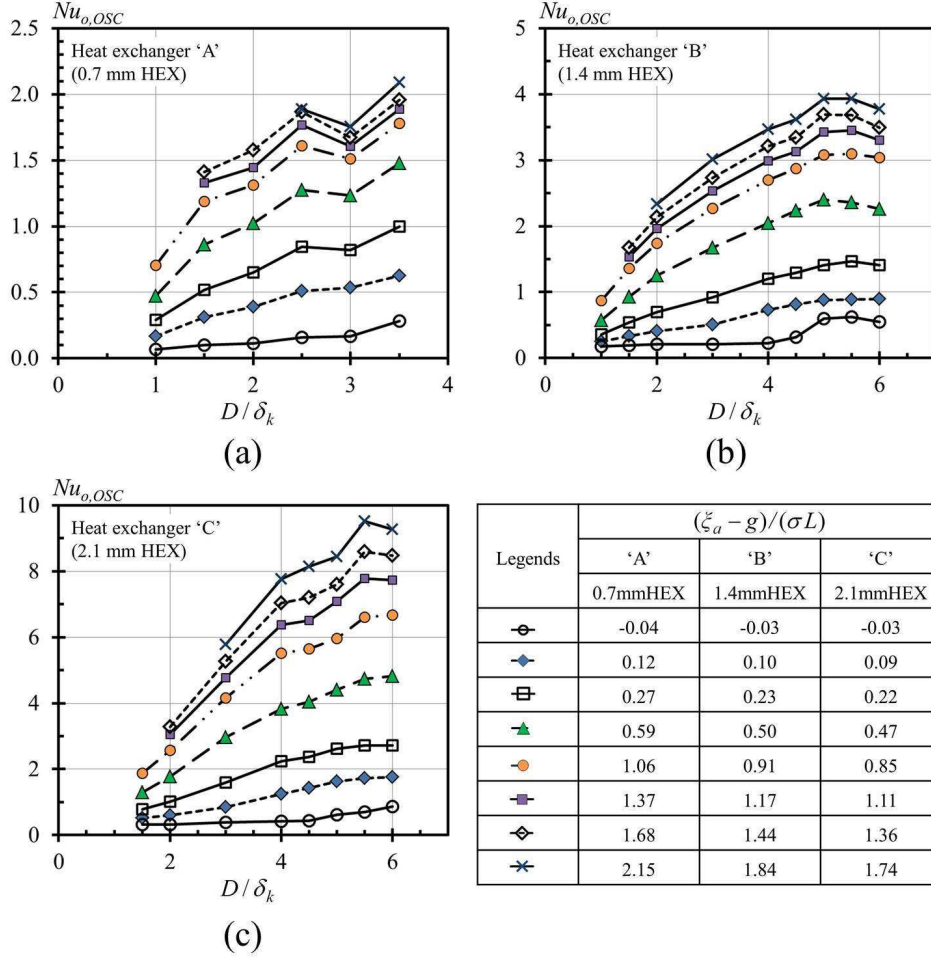 Nu_{o,OSC}
2.5
2.0
1.5
1.0
0.5
0.0
Heat exchanger ‘A’
(0.7 mm HEX)
0 1 2 3 4
D / δ_k
(a)
Nu_{o,OSC}
5
4
3
2
1
0
Heat exchanger ‘B’
(1.4 mm HEX)
0 2 4 6
D / δ_k
(b)
Nu_{o,OSC}
10
8
6
4
2
0
Heat exchanger ‘C’
(2.1 mm HEX)
0 2 4 6
D / δ_k
(c)
Legends (ξ_a − g)/(σL)
‘A’ ‘B’ ‘C’
0.7mmHEX 1.4mmHEX 2.1mmHEX
-0.04 -0.03 -0.03
0.12 0.10 0.09
0.27 0.23 0.22
0.59 0.50 0.47
1.06 0.91 0.85
1.37 1.17 1.11
1.68 1.44 1.36
2.15 1.84 1.74